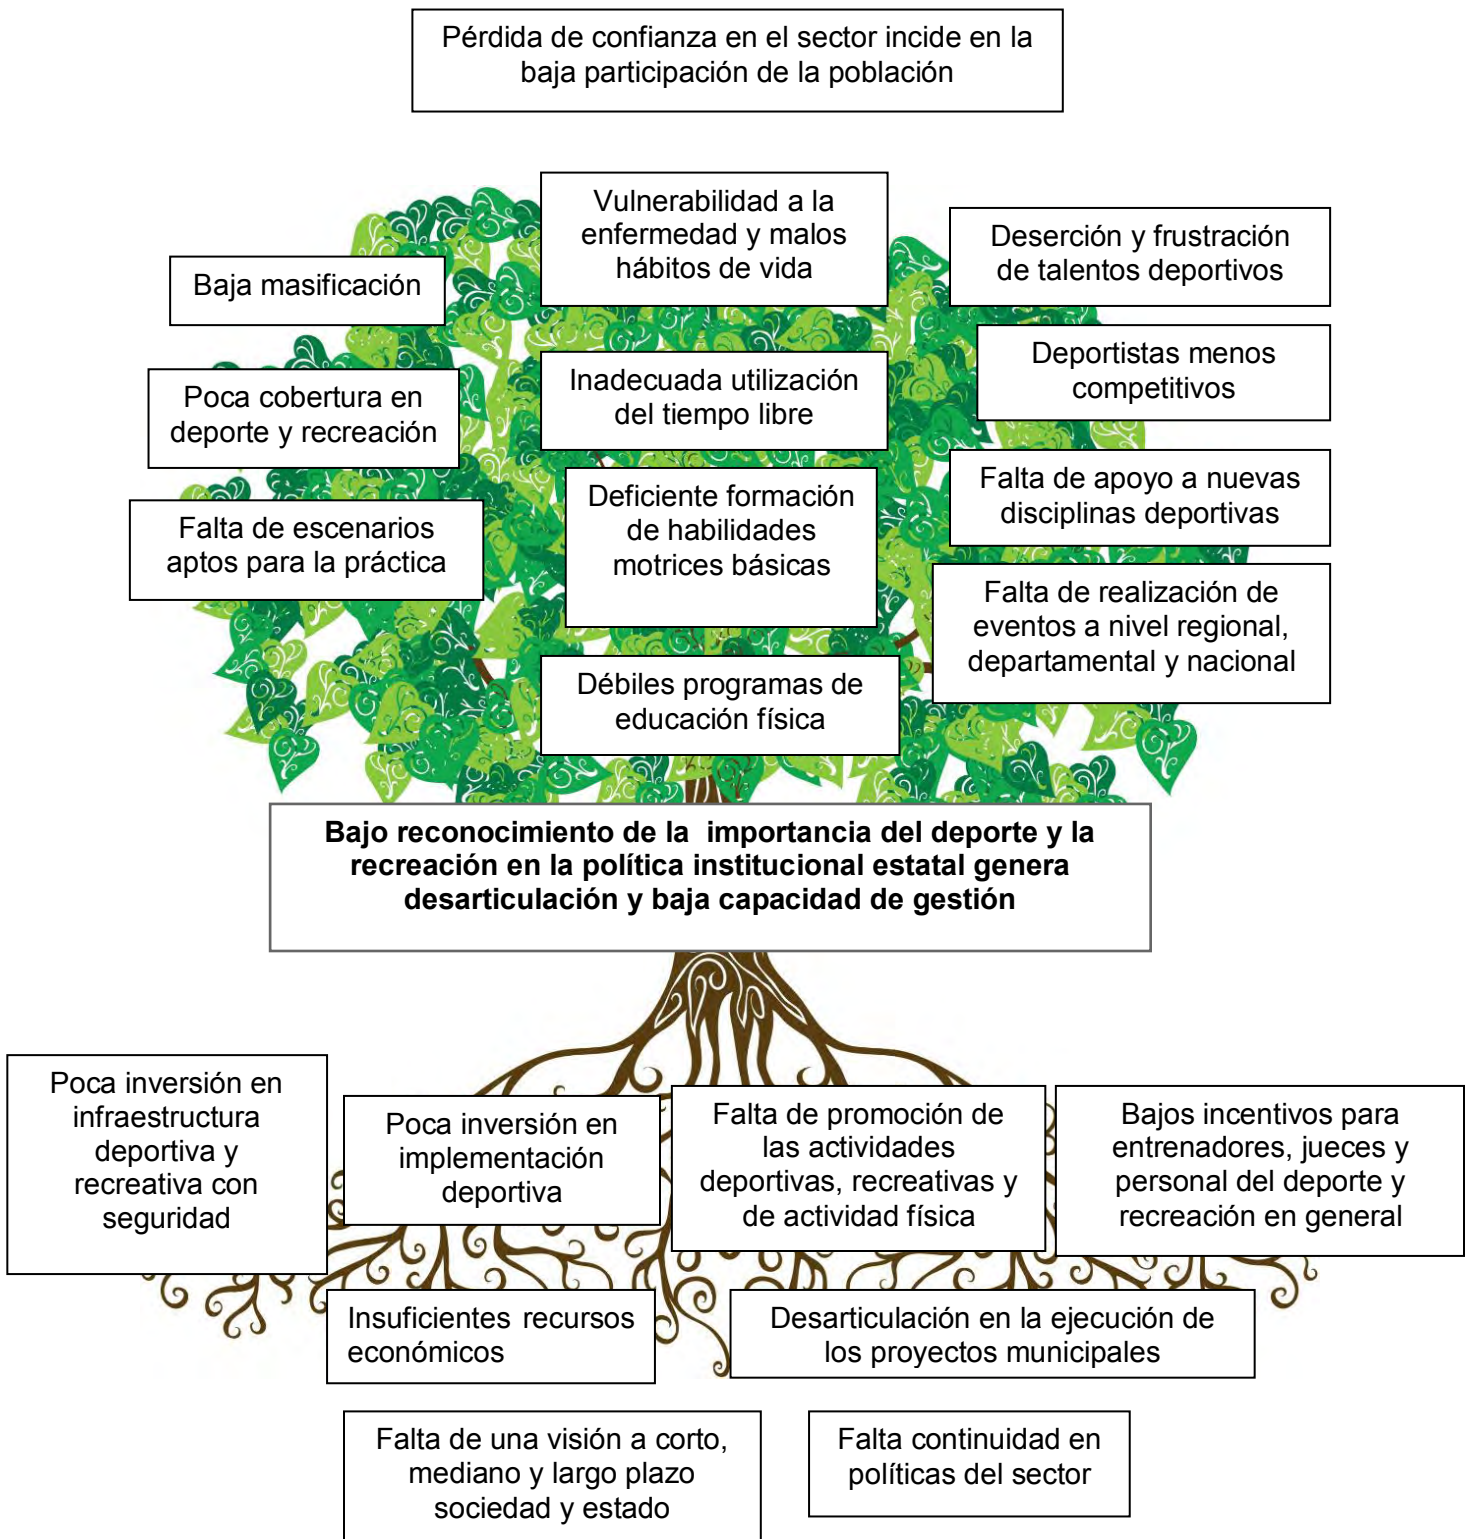 Pérdida de confianza en el sector incide en la
baja participación de la población
Vulnerabilidad a la
enfermedad y malos
hábitos de vida
Deserción y frustración
de talentos deportivos
Baja masificación
Deportistas menos
competitivos
Inadecuada utilización
del tiempo libre
Poca cobertura en
deporte y recreación
Falta de apoyo a nuevas
disciplinas deportivas
Deficiente formación
de habilidades
motrices básicas
Falta de escenarios
aptos para la práctica
Falta de realización de
eventos a nivel regional,
departamental y nacional
Débiles programas de
educación física
Bajo reconocimiento de la importancia del deporte y la
recreación en la política institucional estatal genera
desarticulación y baja capacidad de gestión
Poca inversión en
infraestructura
deportiva y
recreativa con
seguridad
Poca inversión en
implementación
deportiva
Falta de promoción de
las actividades
deportivas, recreativas y
de actividad física
Bajos incentivos para
entrenadores, jueces y
personal del deporte y
recreación en general
Insuficientes recursos
económicos
Desarticulación en la ejecución de
los proyectos municipales
Falta de una visión a corto,
mediano y largo plazo
sociedad y estado
Falta continuidad en
políticas del sector